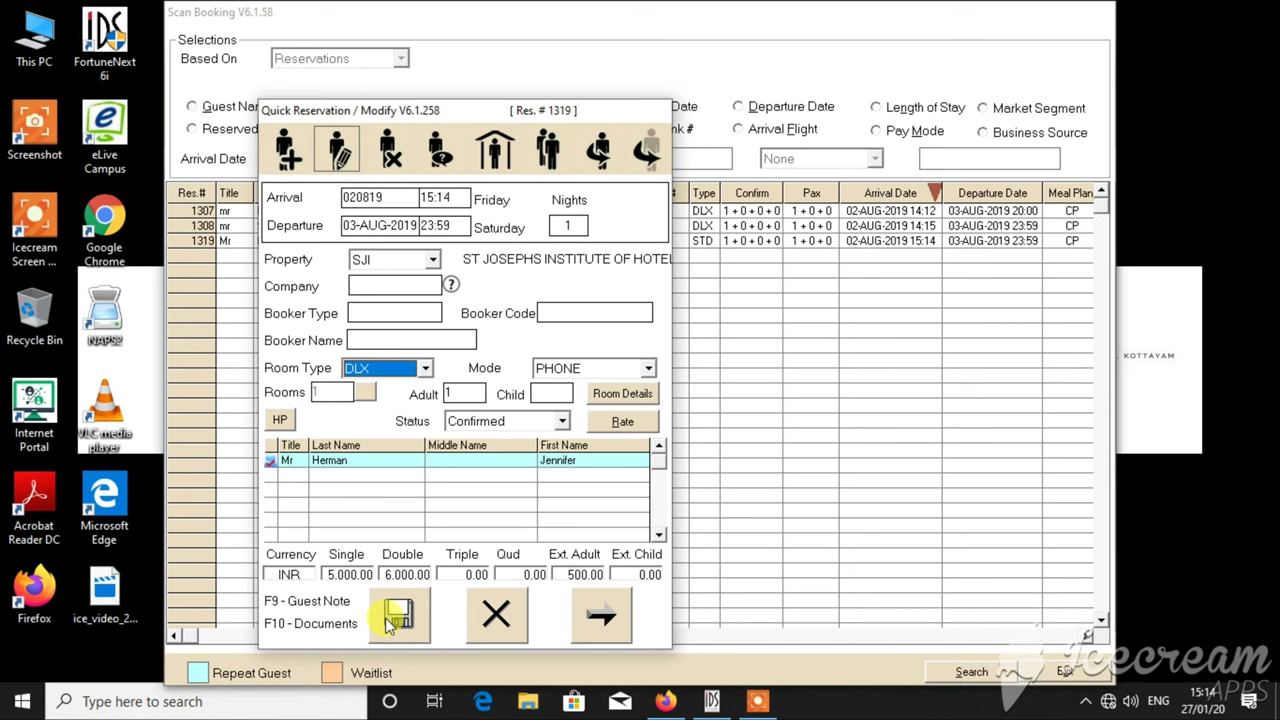 This PC
IDS
FortuneNext
6i
Screenshot
eLive
Campus
Icecream
Screen ...
Google
Chrome
Recycle Bin
NAPS2
Internet
Portal
VLC media
player
Acrobat
Reader DC
Microsoft
Edge
Firefox
ice_video_2...
Scan Booking V6.1.58
Selections
Based On Reservations
Guest Na
Reserved
Arrival Date
Date Departure Date Length of Stay Market Segment
nk # Arrival Flight Pay Mode Business Source
None
Res.# Title # Type Confirm Pax Arrival Date Departure Date Meal Plan
1307 mr DLX 1 + 0 + 0 + 0 1 + 0 + 0 02-AUG-2019 14:12 03-AUG-2019 20:00 CP
1308 mr DLX 1 + 0 + 0 + 0 1 + 0 + 0 02-AUG-2019 14:15 03-AUG-2019 23:59 CP
1319 Mr STD 1 + 0 + 0 + 0 1 + 0 + 0 02-AUG-2019 15:14 03-AUG-2019 23:59 CP
Quick Reservation / Modify V6.1.258 [ Res. # 1319 ]
Arrival 020819 15:14 Friday Nights
Departure 03-AUG-2019 23:59 Saturday 1
Property SJI ST JOSEPHS INSTITUTE OF HOTEL
Company ?
Booker Type Booker Code
Booker Name
Room Type DLX Mode PHONE
Rooms 1 Adult 1 Child Room Details
HP Status Confirmed Rate
Title Last Name Middle Name First Name
Mr Herman Jennifer
Currency Single Double Triple Qud Ext. Adult Ext. Child
INR 5,000.00 6,000.00 0.00 0.00 500.00 0.00
F9 - Guest Note
F10 - Documents
Repeat Guest Waitlist Search Exit
KOTTAYAM
Icecream
APPS
Type here to search
IDS
ENG
15:14
27/01/20